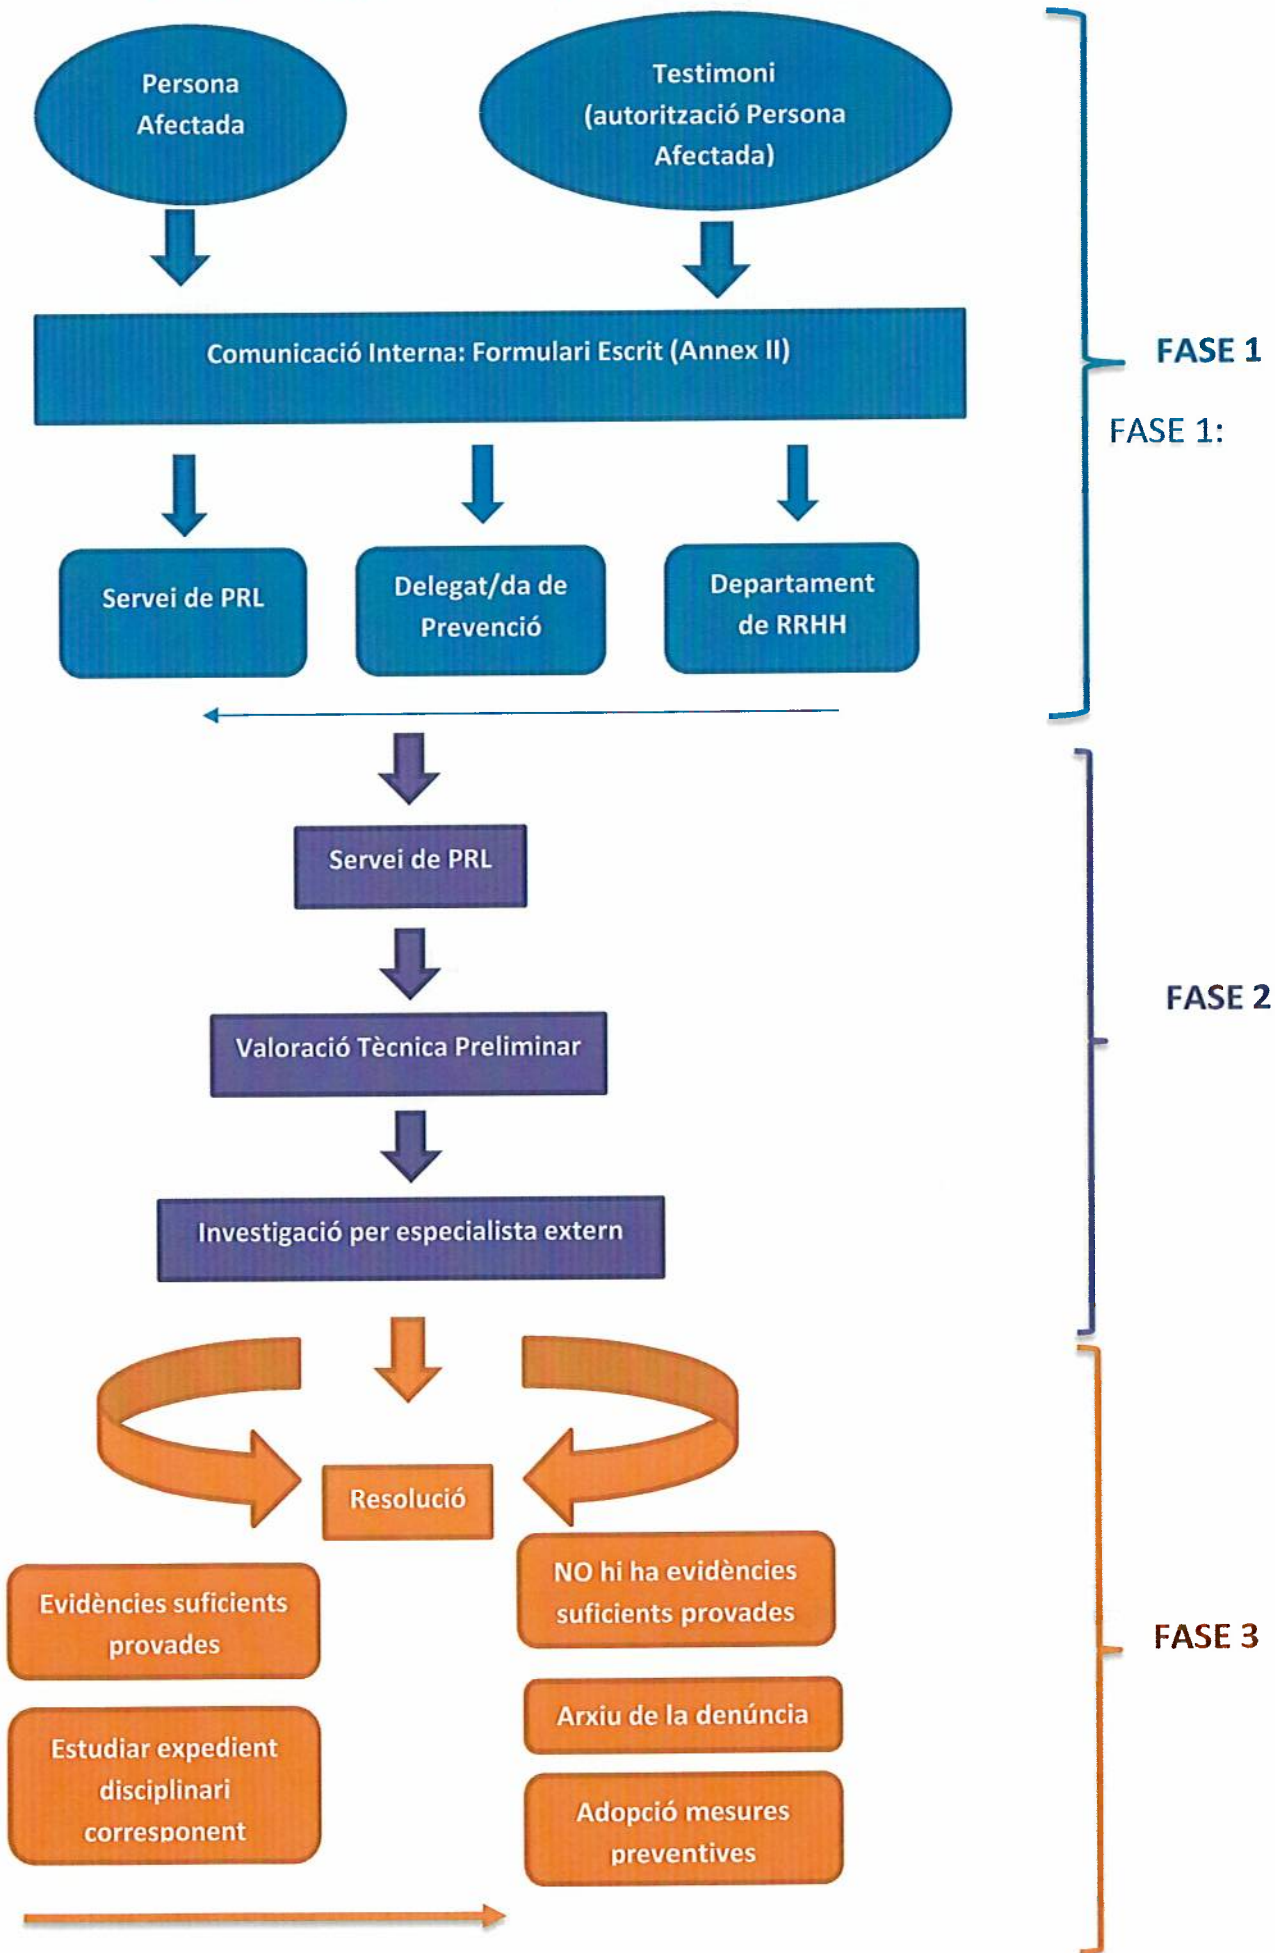 Persona
Afectada
Testimoni
(autorització Persona
Afectada)
Comunicació Interna: Formulari Escrit (Annex II)
FASE 1
FASE 1:
Servei de PRL
Delegat/da de
Prevenció
Departament
de RRHH
Servei de PRL
FASE 2
Valoració Tècnica Preliminar
Investigació per especialista extern
Resolució
Evidències suficients
provades
NO hi ha evidències
suficients provades
FASE 3
Estudiar expedient
disciplinari
corresponent
Arxiu de la denúncia
Adopció mesures
preventives